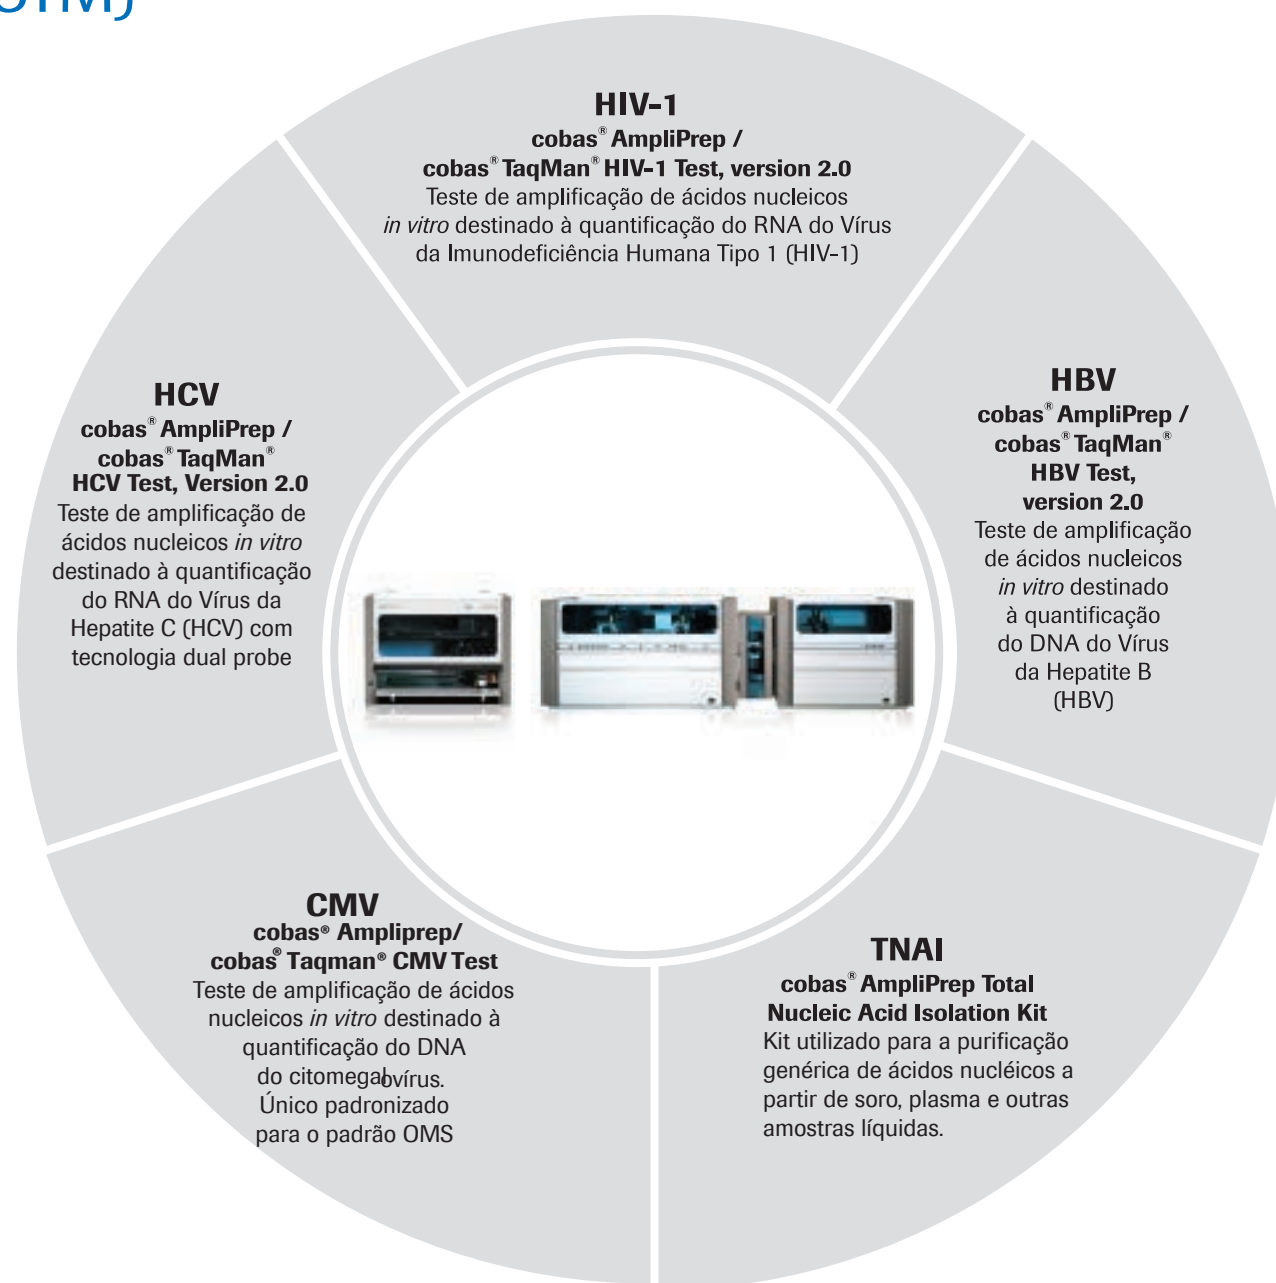 HIV-1
cobas® AmpliPrep /
cobas® TaqMan® HIV-1 Test, version 2.0
Teste de amplificação de ácidos nucleicos
in vitro destinado à quantificação do RNA do Vírus
da Imunodeficiência Humana Tipo 1 (HIV-1)
HBV
cobas® AmpliPrep /
cobas® TaqMan®
HBV Test,
version 2.0
Teste de amplificação
de ácidos nucleicos
in vitro destinado
à quantificação
do DNA do Vírus
da Hepatite B
(HBV)
HCV
cobas® AmpliPrep /
cobas® TaqMan®
HCV Test, Version 2.0
Teste de amplificação de
ácidos nucleicos in vitro
destinado à quantificação
do RNA do Vírus da
Hepatite C (HCV) com
tecnologia dual probe
CMV
cobas® Ampliprep/
cobas® Taqman® CMV Test
Teste de amplificação de ácidos
nucleicos in vitro destinado à
quantificação do DNA
do citomegalovírus.
Único padronizado
para o padrão OMS
TNAI
cobas® AmpliPrep Total
Nucleic Acid Isolation Kit
Kit utilizado para a purificação
genérica de ácidos nucléicos a
partir de soro, plasma e outras
amostras líquidas.